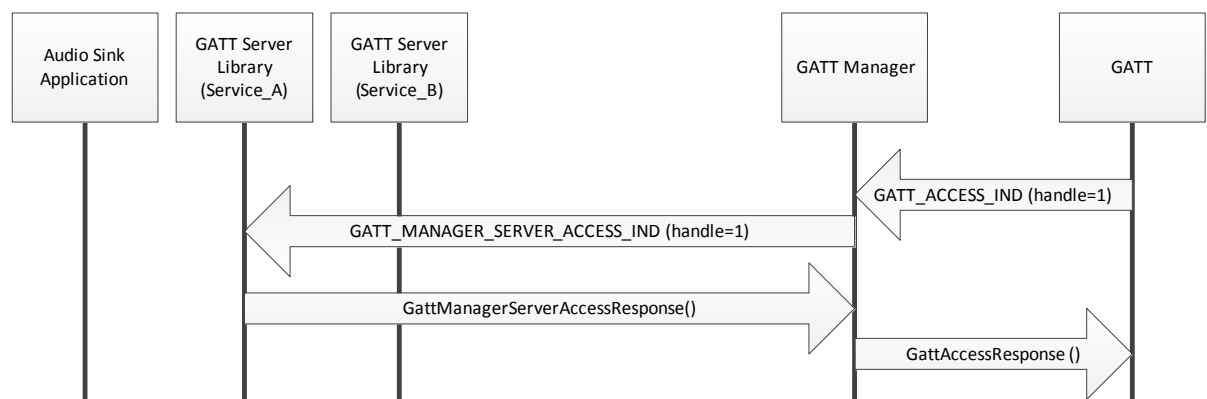 Audio Sink
Application
GATT Server
Library
(Service_A)
GATT Server
Library
(Service_B)
GATT Manager
GATT
GATT_ACCESS_IND (handle=1)
GATT_MANAGER_SERVER_ACCESS_IND (handle=1)
GattManagerServerAccessResponse()
GattAccessResponse ()